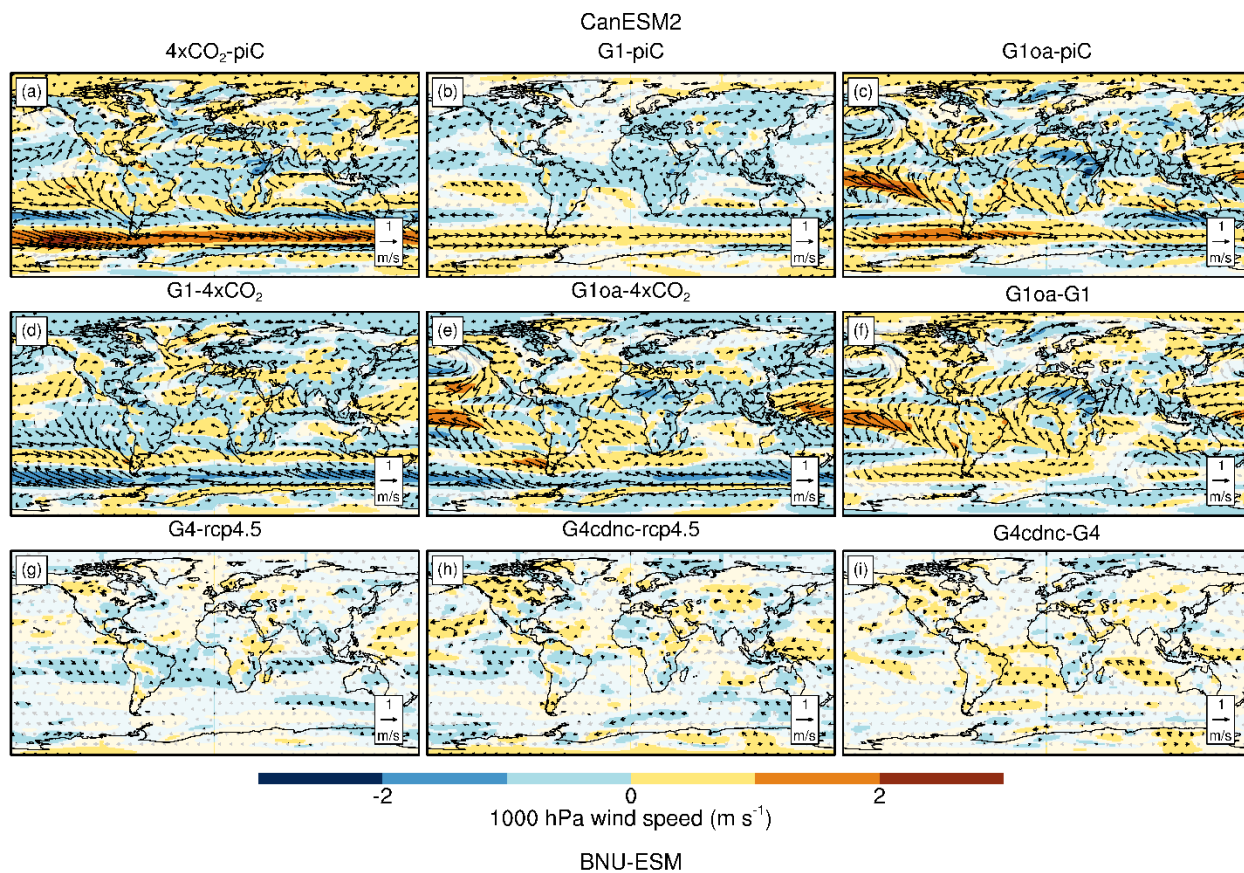 CanESM2
4xCO₂-piC G1-piC G1oa-piC
(a) (b) (c)
1 1 1
m/s m/s m/s
G1-4xCO₂ G1oa-4xCO₂ G1oa-G1
(d) (e) (f)
1 1 1
m/s m/s m/s
G4-rcp4.5 G4cdnc-rcp4.5 G4cdnc-G4
(g) (h) (i)
1 1 1
m/s m/s m/s
-2 0 2
1000 hPa wind speed (m s⁻¹)
BNU-ESM